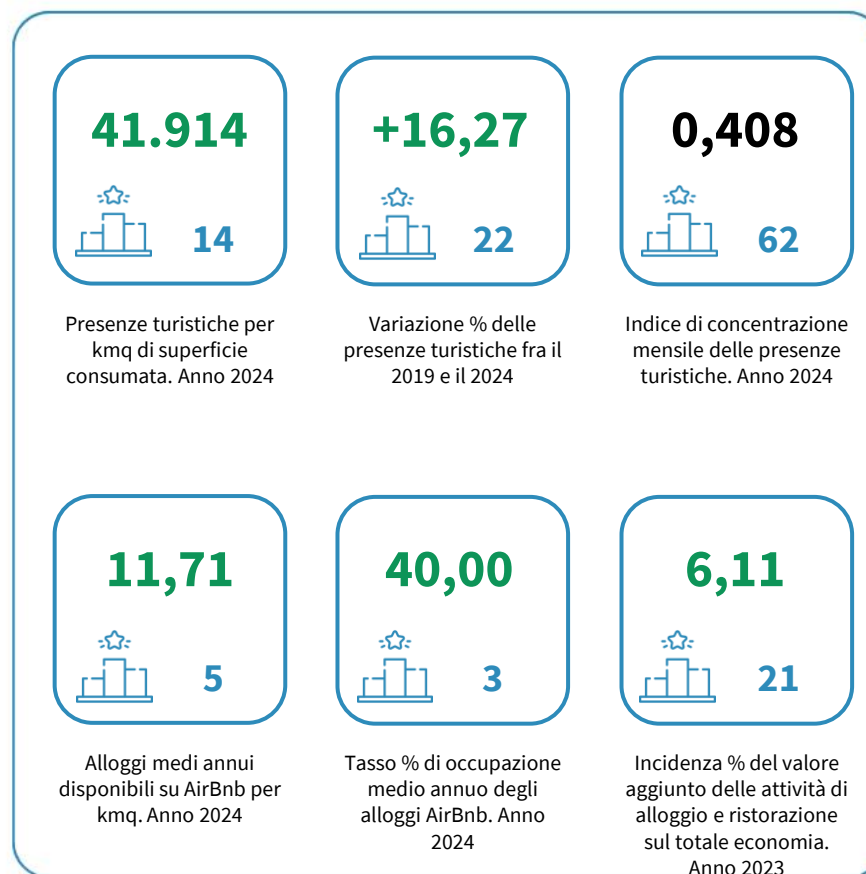 41.914
14
Presenze turistiche per
kmq di superficie
consumata. Anno 2024
+16,27
22
Variazione % delle
presenze turistiche fra il
2019 e il 2024
0,408
62
Indice di concentrazione
mensile delle presenze
turistiche. Anno 2024
11,71
5
Alloggi medi annui
disponibili su AirBnb per
kmq. Anno 2024
40,00
3
Tasso % di occupazione
medio annuo degli
alloggi AirBnb. Anno
2024
6,11
21
Incidenza % del valore
aggiunto delle attività di
alloggio e ristorazione
sul totale economia.
Anno 2023